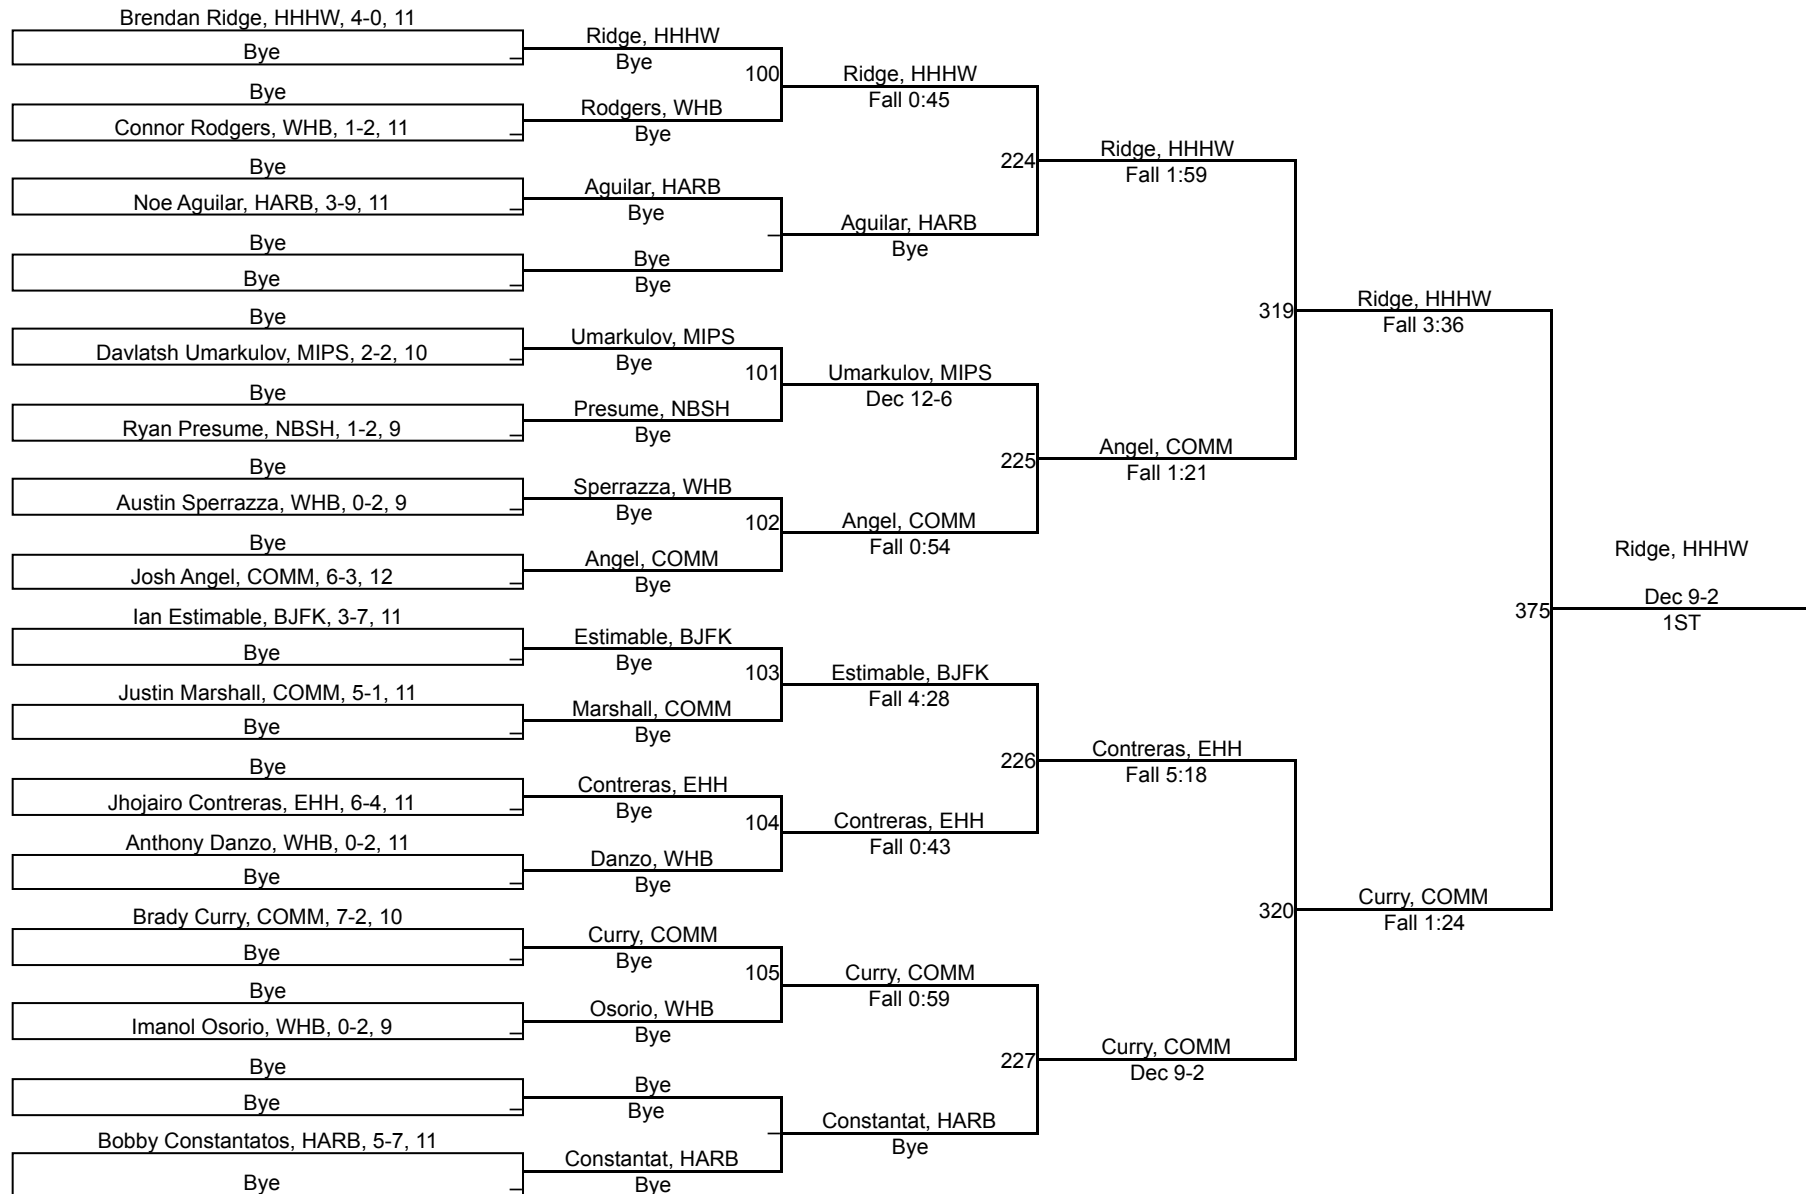 Brendan Ridge, HHHW, 4-0, 11
Bye
Bye
Connor Rodgers, WHB, 1-2, 11
Bye
Noe Aguilar, HARB, 3-9, 11
Bye
Bye
Bye
Davlatsh Umarkulov, MIPS, 2-2, 10
Bye
Ryan Presume, NBSH, 1-2, 9
Bye
Austin Sperrazza, WHB, 0-2, 9
Bye
Josh Angel, COMM, 6-3, 12
Ian Estimable, BJFK, 3-7, 11
Bye
Justin Marshall, COMM, 5-1, 11
Bye
Bye
Jhojairo Contreras, EHH, 6-4, 11
Anthony Danzo, WHB, 0-2, 11
Bye
Brady Curry, COMM, 7-2, 10
Bye
Bye
Imanol Osorio, WHB, 0-2, 9
Bye
Bye
Bobby Constantatos, HARB, 5-7, 11
Bye
Ridge, HHHW
Bye
100
Rodgers, WHB
Bye
Aguilar, HARB
Bye
Bye
Bye
Umarkulov, MIPS
Bye
101
Presume, NBSH
Bye
Sperrazza, WHB
Bye
102
Angel, COMM
Bye
Estimable, BJFK
Bye
103
Marshall, COMM
Bye
Contreras, EHH
Bye
104
Danzo, WHB
Bye
Curry, COMM
Bye
105
Osorio, WHB
Bye
Bye
Bye
Constantat, HARB
Bye
Ridge, HHHW
Fall 0:45
224
Aguilar, HARB
Bye
Umarkulov, MIPS
Dec 12-6
225
Angel, COMM
Fall 0:54
Estimable, BJFK
Fall 4:28
226
Contreras, EHH
Fall 0:43
Curry, COMM
Fall 0:59
227
Constantat, HARB
Bye
Ridge, HHHW
Fall 1:59
319
Angel, COMM
Fall 1:21
Contreras, EHH
Fall 5:18
320
Curry, COMM
Dec 9-2
Ridge, HHHW
Fall 3:36
375
Curry, COMM
Fall 1:24
Ridge, HHHW
Dec 9-2
1ST